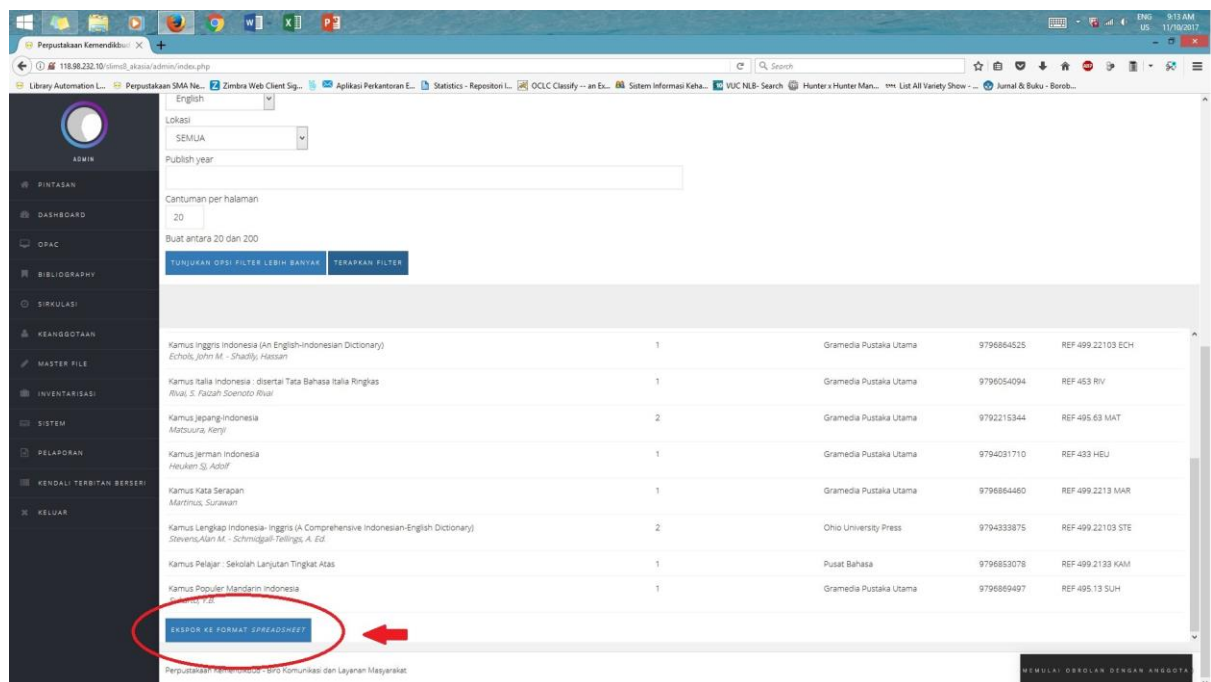 ENG 9:13 AM
US 11/10/2017
Perpustakaan Kemendikbud
118.98.232.10/slims8_akasia/admin/index.php
Search
Library Automation L... Perpustakaan SMA Ne... Zimbra Web Client Sig... Aplikasi Perkantoran E... Statistics - Repositori L... OCLC Classify -- an Ex... Sistem Informasi Keha... VUC NLB- Search Hunter x Hunter Man... List All Variety Show - ... Jurnal & Buku - Borob...
ADMIN
PINTASAN
DASHBOARD
OPAC
BIBLIOGRAPHY
SIRKULASI
KEANGGOTAAN
MASTER FILE
INVENTARISASI
SISTEM
PELAPORAN
KENDALI TERBITAN BERSERI
KELUAR
English
Lokasi
SEMUA
Publish year
Cantuman per halaman
20
Buat antara 20 dan 200
TUNJUKAN OPSI FILTER LEBIH BANYAK TERAPKAN FILTER
Kamus Inggris Indonesia (An English-Indonesian Dictionary) 1 Gramedia Pustaka Utama 9796864525 REF 499.22103 ECH
Echols, John M. - Shadily, Hassan
Kamus Italia Indonesia : disertai Tata Bahasa Italia Ringkas 1 Gramedia Pustaka Utama 9796054094 REF 453 RIV
Rivai, S. Faizah Soenoto Rivai
Kamus Jepang-Indonesia 2 Gramedia Pustaka Utama 9792215344 REF 495.63 MAT
Matsuura, Kenji
Kamus Jerman Indonesia 1 Gramedia Pustaka Utama 9794031710 REF 433 HEU
Heuken SJ, Adolf
Kamus Kata Serapan 1 Gramedia Pustaka Utama 9796864460 REF 499.2213 MAR
Martinus, Surawan
Kamus Lengkap Indonesia- Inggris (A Comprehensive Indonesian-English Dictionary) 2 Ohio University Press 9794333875 REF 499.22103 STE
Stevens,Alan M. - Schmidgall-Tellings, A. Ed.
Kamus Pelajar : Sekolah Lanjutan Tingkat Atas 1 Pusat Bahasa 9796853078 REF 499.2133 KAM
Kamus Populer Mandarin Indonesia 1 Gramedia Pustaka Utama 9796869497 REF 495.13 SUH
EKSPOR KE FORMAT SPREADSHEET
Perpustakaan Kemendikbud - Biro Komunikasi dan Layanan Masyarakat
MEMULAI OBROLAN DENGAN ANGGOTA